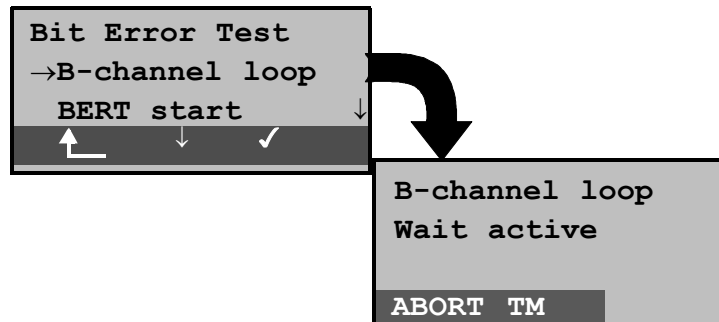 Bit Error Test
→B-channel loop
BERT start ↓
↓ ✓
B-channel loop
Wait active
ABORT TM